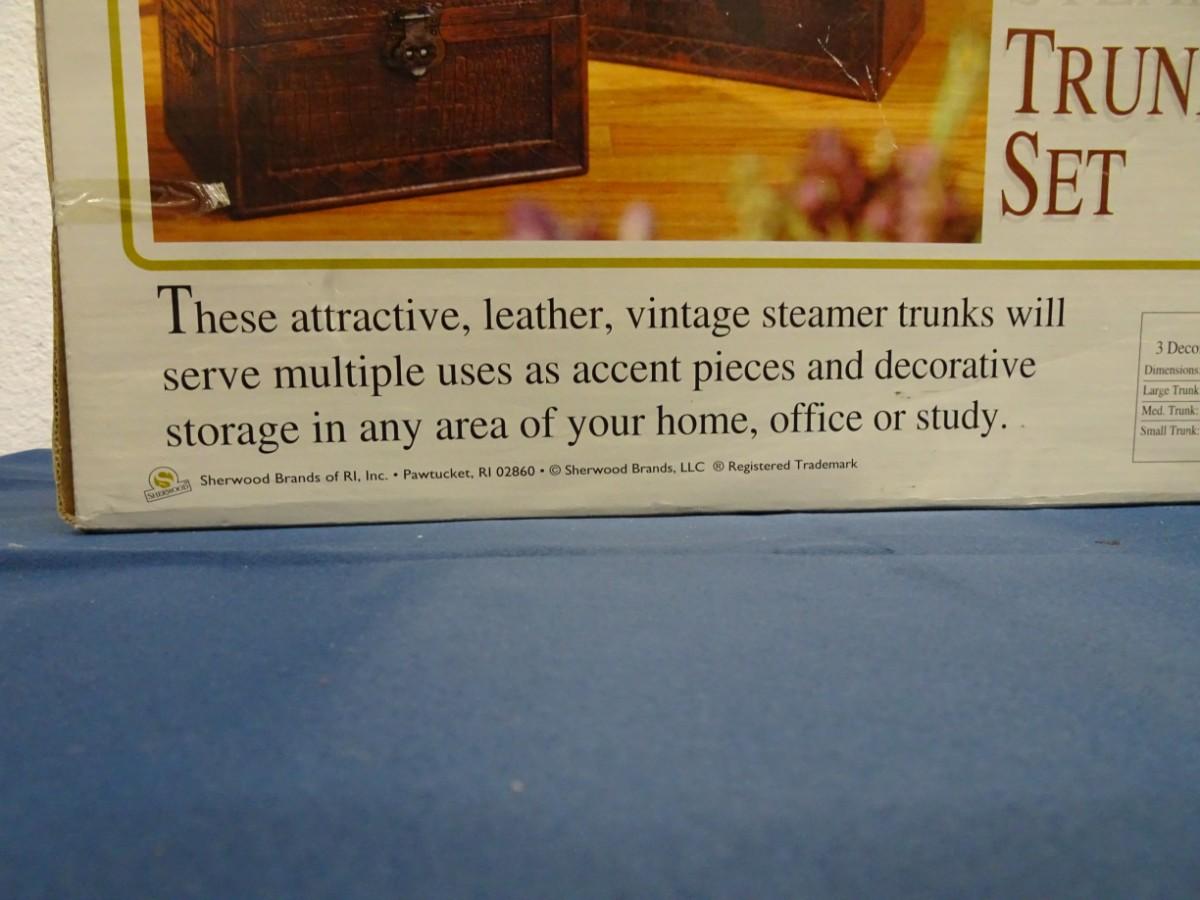 TRUN
SET
These attractive, leather, vintage steamer trunks will
serve multiple uses as accent pieces and decorative
storage in any area of your home, office or study.
SHERWOOD
Sherwood Brands of RI, Inc. • Pawtucket, RI 02860 • © Sherwood Brands, LLC ® Registered Trademark
3 Deco
Dimensions:
Large Trunk
Med. Trunk:
Small Trunk: